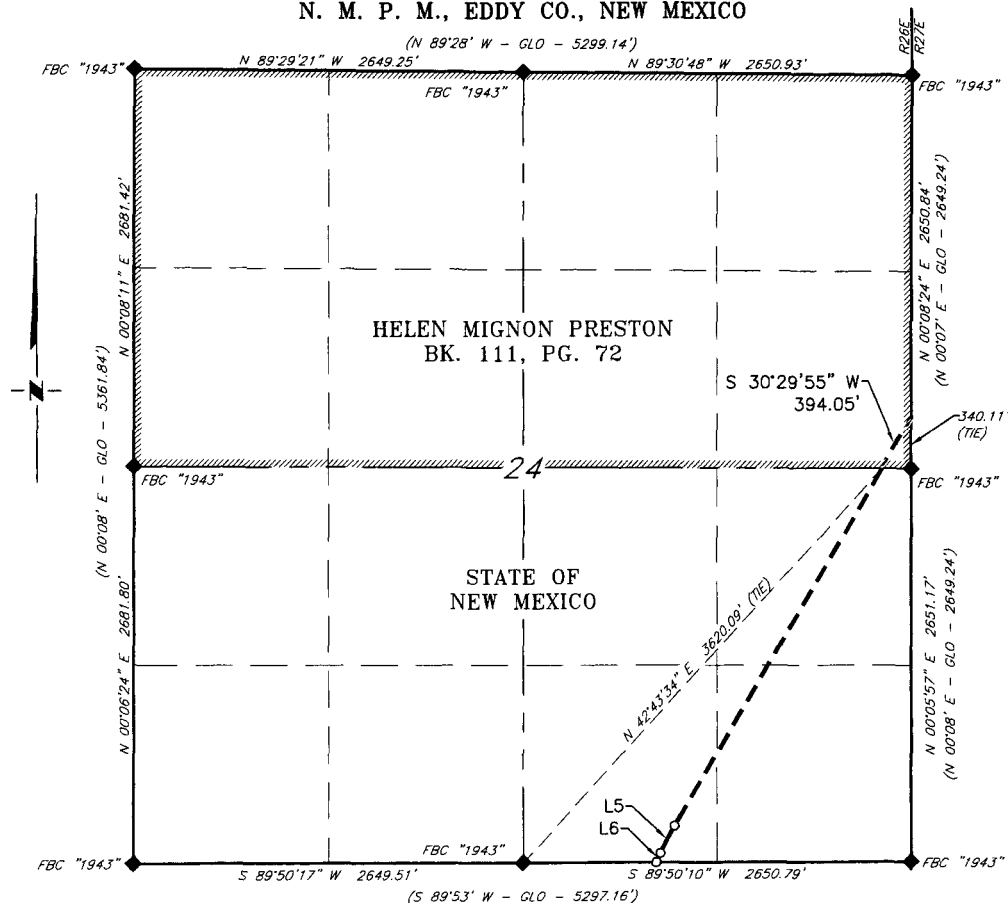 N. M. P. M., EDDY CO., NEW MEXICO
(N 89°28' W - GLO - 5299.14')
R26E
R27E
FBC "1943"
N 89°29'21" W 2649.25'
FBC "1943"
N 89°30'48" W 2650.93'
FBC "1943"
N 00°08'11" E 2681.42'
N 00°08'24" E 2650.84'
(N 00°07' E - GLO - 2649.24')
HELEN MIGNON PRESTON
BK. 111, PG. 72
S 30°29'55" W
394.05'
340.11'
(TIE)
(N 00°08' E - GLO - 5361.84')
FBC "1943"
24
FBC "1943"
STATE OF
NEW MEXICO
N 42°43'34" E 3620.09' (TIE)
N 00°06'24" E 2681.80'
N 00°05'57" E 2651.17'
(N 00°08' E - GLO - 2649.24')
L5
L6
FBC "1943"
FBC "1943"
FBC "1943"
S 89°50'17" W 2649.51'
S 89°50'10" W 2650.79'
(S 89°53' W - GLO - 5297.16')
N